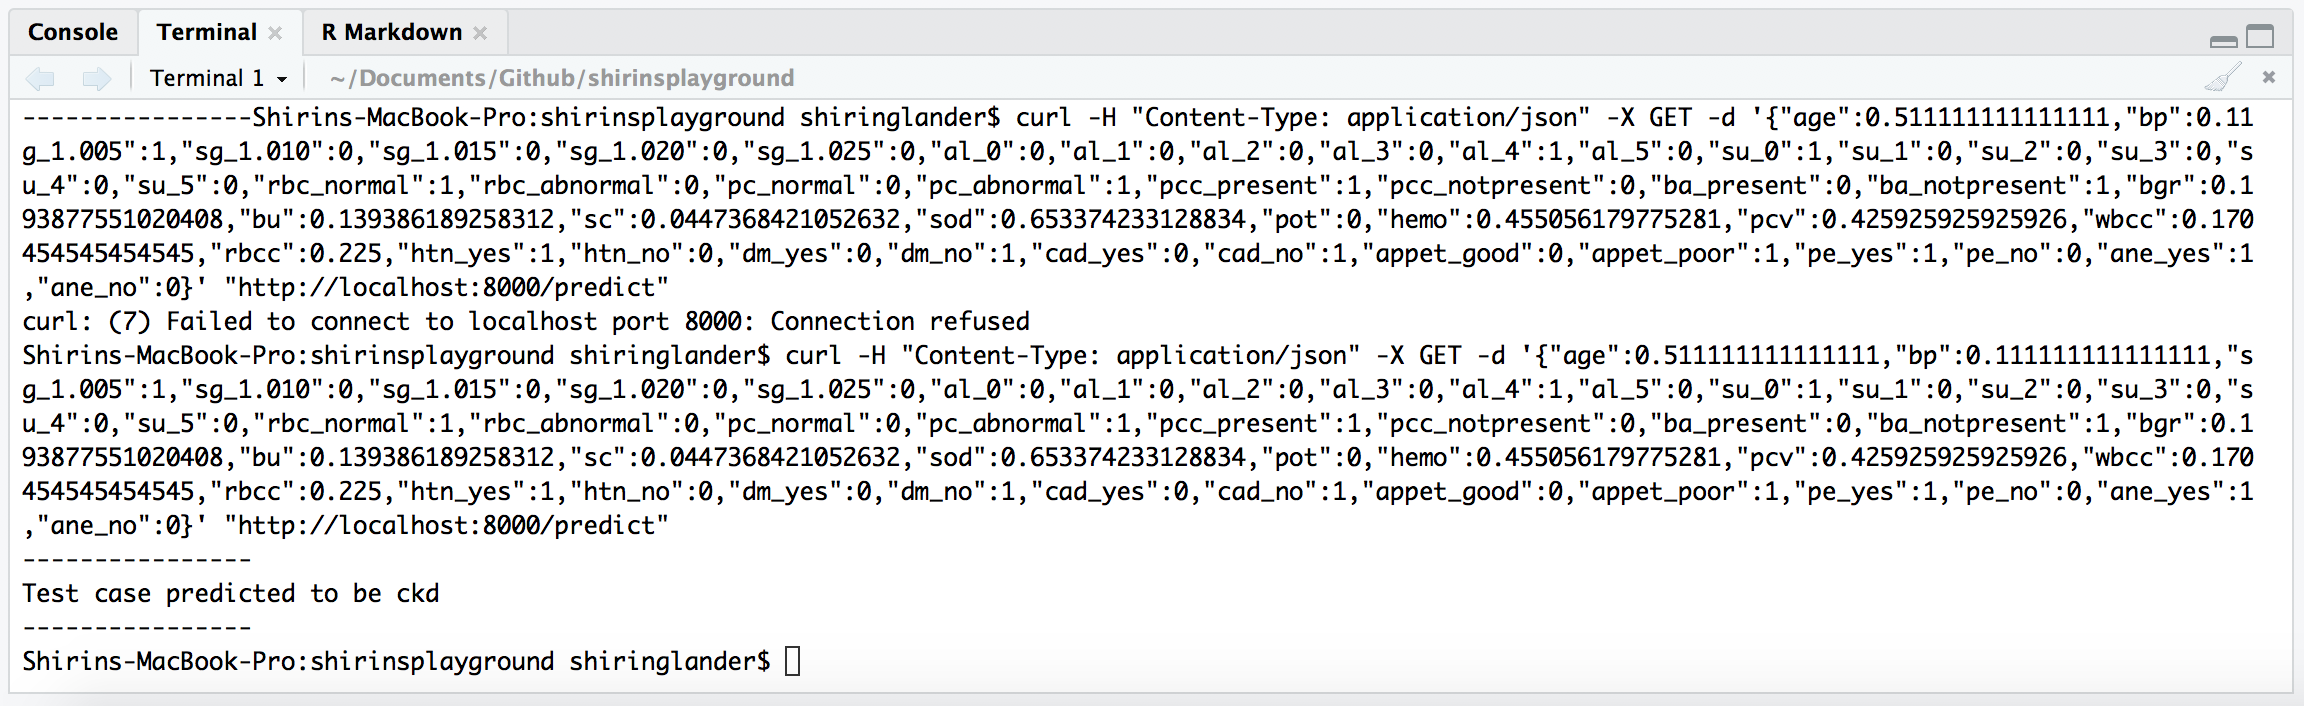 Console
Terminal
R Markdown
Terminal 1
~/Documents/Github/shirinsplayground
----------------Shirins-MacBook-Pro:shirinsplayground shiringlander$ curl -H "Content-Type: application/json" -X GET -d '{"age":0.511111111111111,"bp":0.11
g_1.005":1,"sg_1.010":0,"sg_1.015":0,"sg_1.020":0,"sg_1.025":0,"al_0":0,"al_1":0,"al_2":0,"al_3":0,"al_4":1,"al_5":0,"su_0":1,"su_1":0,"su_2":0,"su_3":0,"s
u_4":0,"su_5":0,"rbc_normal":1,"rbc_abnormal":0,"pc_normal":0,"pc_abnormal":1,"pcc_present":1,"pcc_notpresent":0,"ba_present":0,"ba_notpresent":1,"bgr":0.1
93877551020408,"bu":0.139386189258312,"sc":0.0447368421052632,"sod":0.653374233128834,"pot":0,"hemo":0.455056179775281,"pcv":0.425925925925926,"wbcc":0.170
454545454545,"rbcc":0.225,"htn_yes":1,"htn_no":0,"dm_yes":0,"dm_no":1,"cad_yes":0,"cad_no":1,"appet_good":0,"appet_poor":1,"pe_yes":1,"pe_no":0,"ane_yes":1
,"ane_no":0}' "http://localhost:8000/predict"
curl: (7) Failed to connect to localhost port 8000: Connection refused
Shirins-MacBook-Pro:shirinsplayground shiringlander$ curl -H "Content-Type: application/json" -X GET -d '{"age":0.511111111111111,"bp":0.111111111111111,"s
g_1.005":1,"sg_1.010":0,"sg_1.015":0,"sg_1.020":0,"sg_1.025":0,"al_0":0,"al_1":0,"al_2":0,"al_3":0,"al_4":1,"al_5":0,"su_0":1,"su_1":0,"su_2":0,"su_3":0,"s
u_4":0,"su_5":0,"rbc_normal":1,"rbc_abnormal":0,"pc_normal":0,"pc_abnormal":1,"pcc_present":1,"pcc_notpresent":0,"ba_present":0,"ba_notpresent":1,"bgr":0.1
93877551020408,"bu":0.139386189258312,"sc":0.0447368421052632,"sod":0.653374233128834,"pot":0,"hemo":0.455056179775281,"pcv":0.425925925925926,"wbcc":0.170
454545454545,"rbcc":0.225,"htn_yes":1,"htn_no":0,"dm_yes":0,"dm_no":1,"cad_yes":0,"cad_no":1,"appet_good":0,"appet_poor":1,"pe_yes":1,"pe_no":0,"ane_yes":1
,"ane_no":0}' "http://localhost:8000/predict"
----------------
Test case predicted to be ckd
----------------
Shirins-MacBook-Pro:shirinsplayground shiringlander$